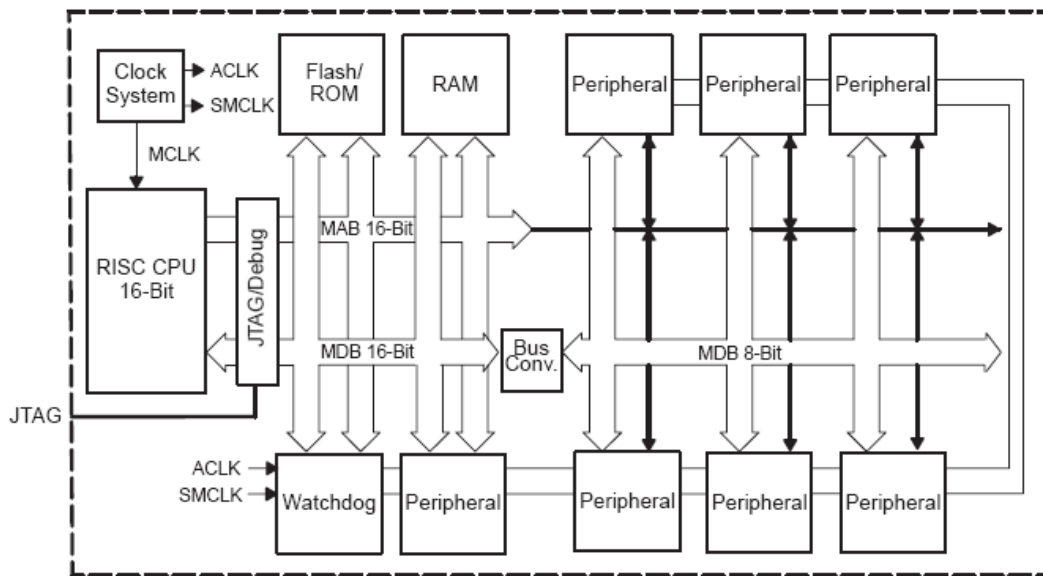 Clock
System
ACLK
SMCLK
MCLK
Flash/
ROM
RAM
Peripheral
Peripheral
Peripheral
RISC CPU
16-Bit
JTAG/Debug
MAB 16-Bit
MDB 16-Bit
Bus
Conv.
MDB 8-Bit
JTAG
ACLK
SMCLK
Watchdog
Peripheral
Peripheral
Peripheral
Peripheral